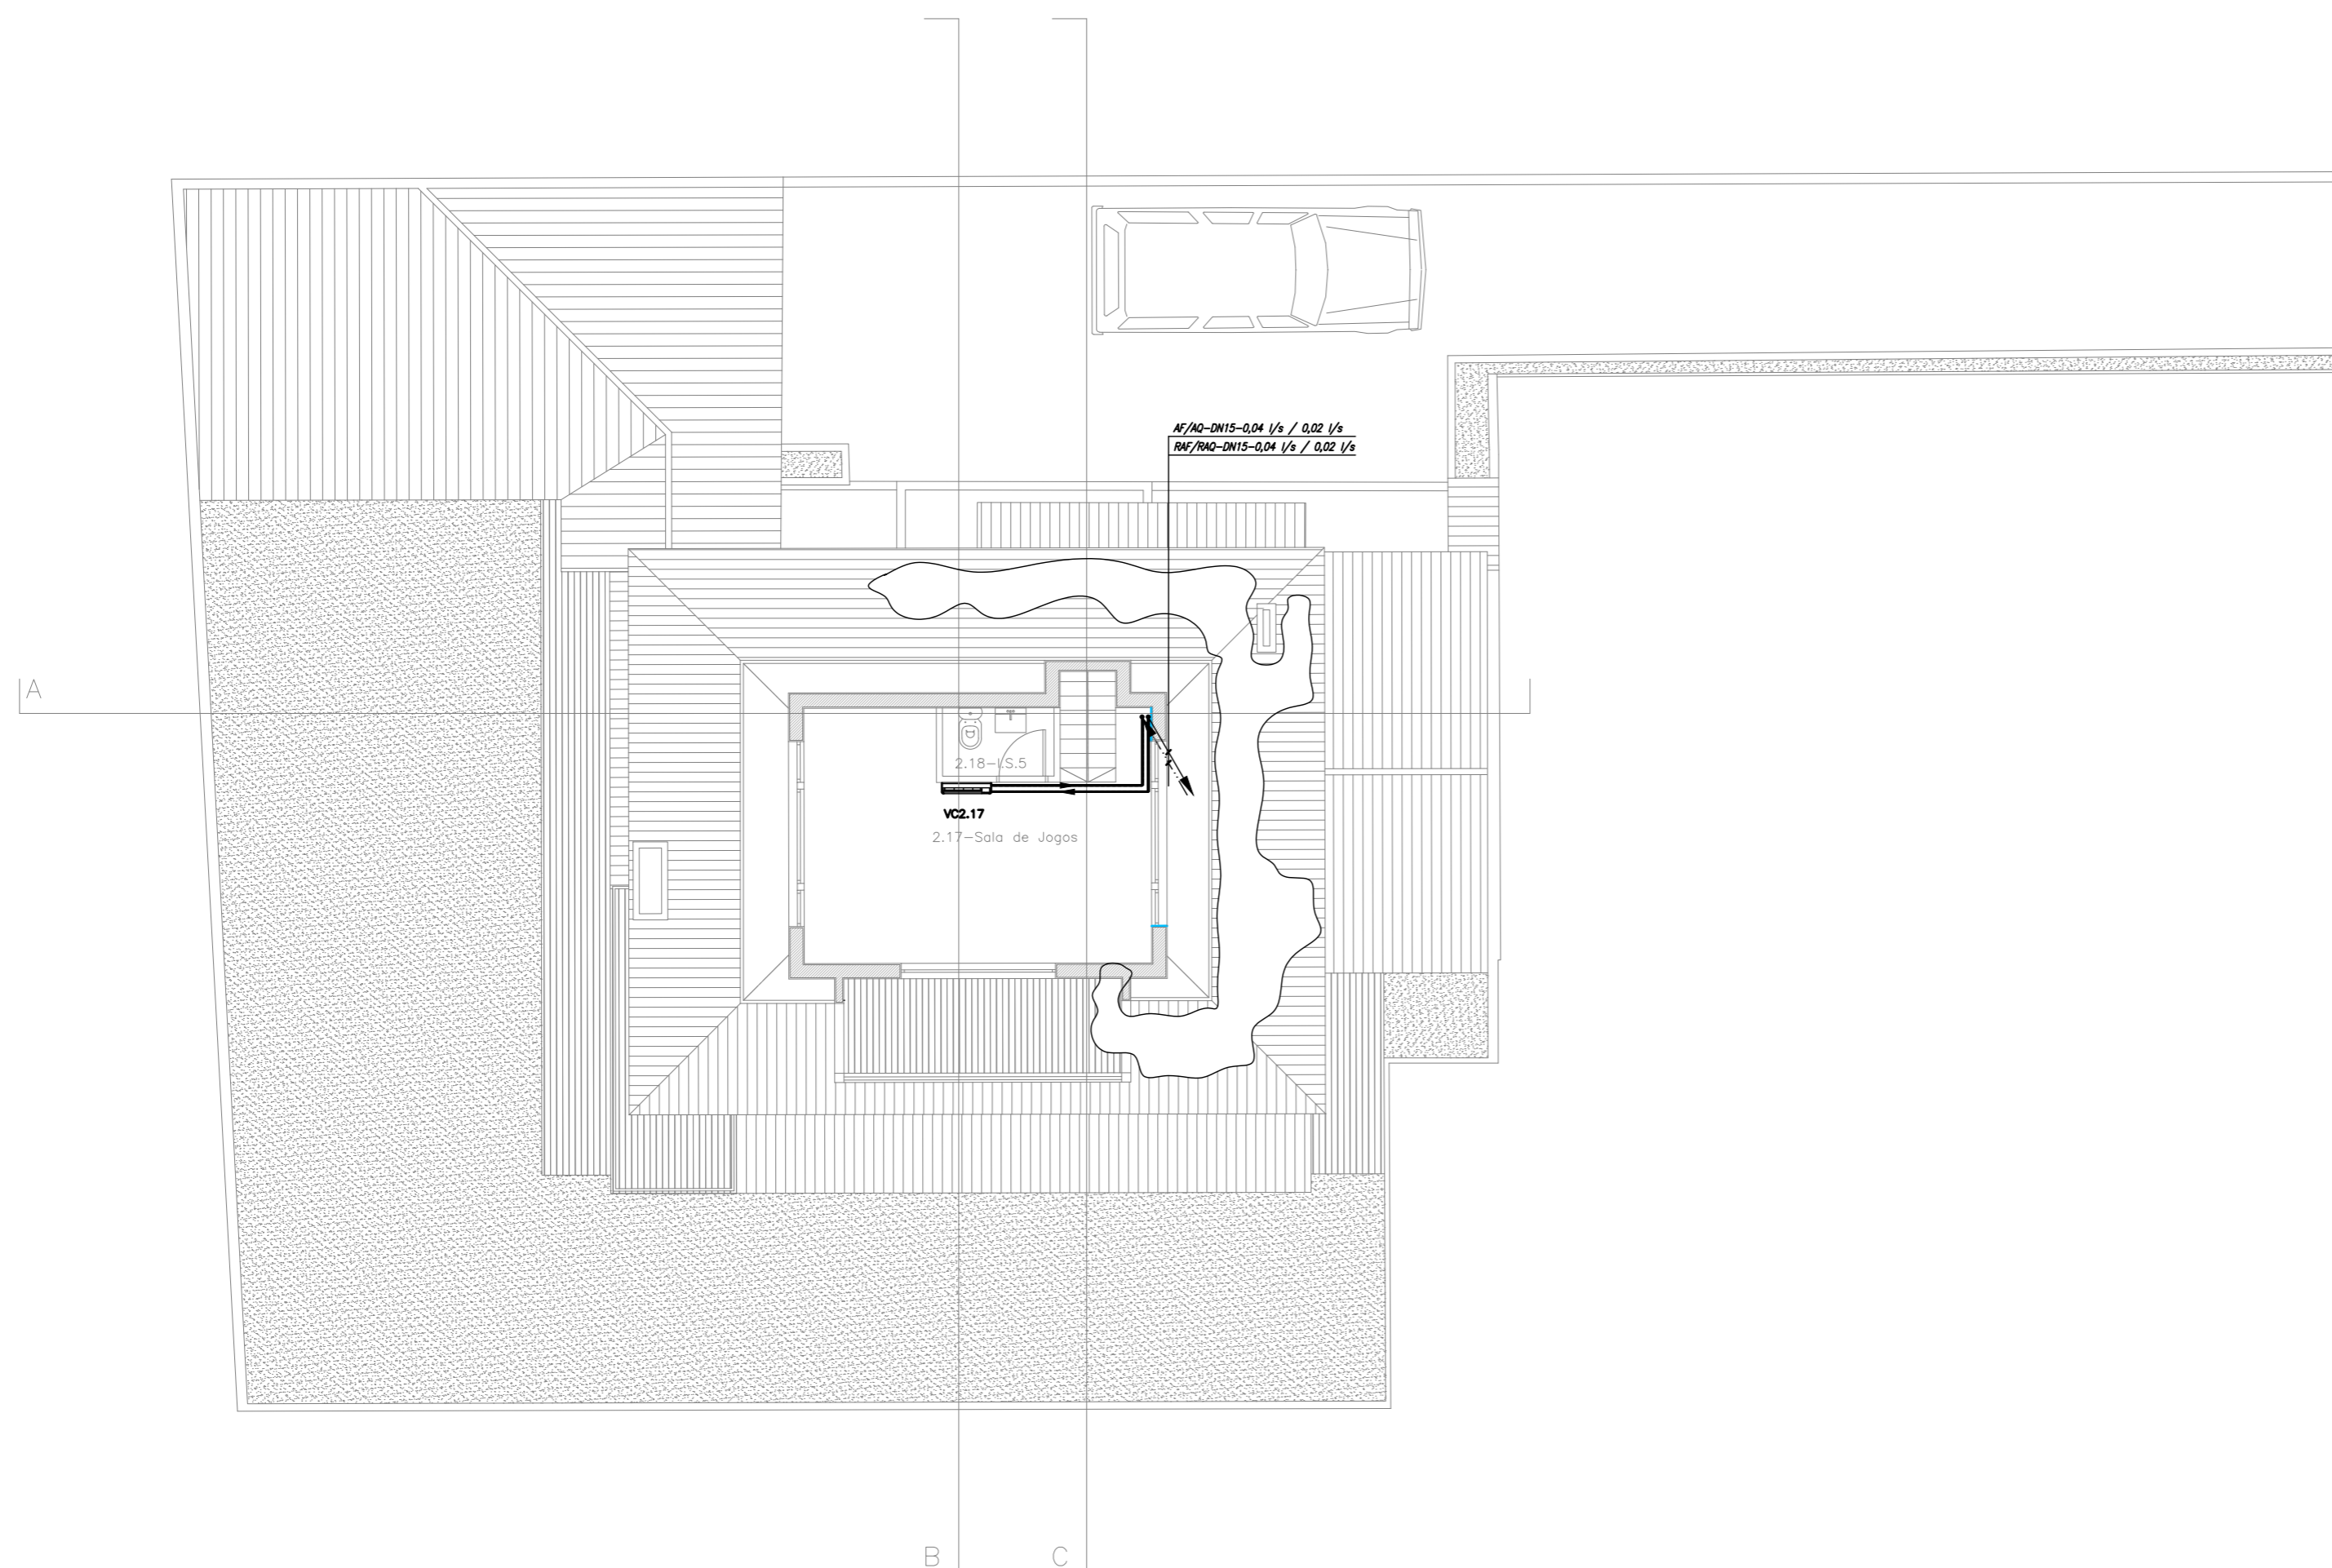 AF/AQ-DN15-0,04 l/s / 0,02 l/s
RAF/RAQ-DN15-0,04 l/s / 0,02 l/s
A
2.18-I.S.5
VC2.17
2.17-Sala de Jogos
B
C